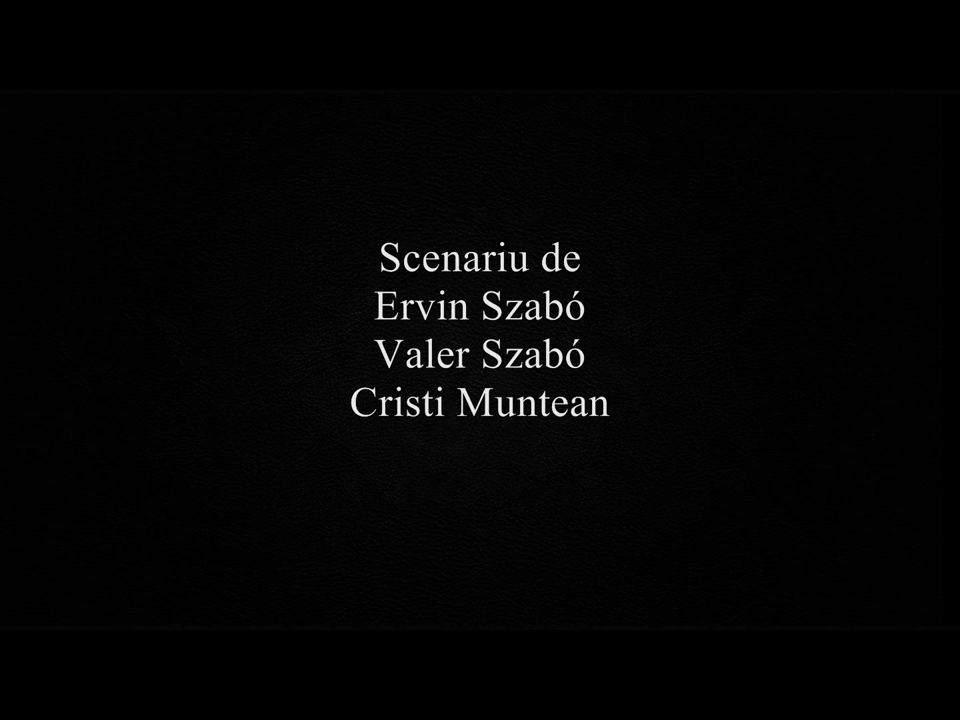 Scenariu de
Ervin Szabó
Valer Szabó
Cristi Muntean